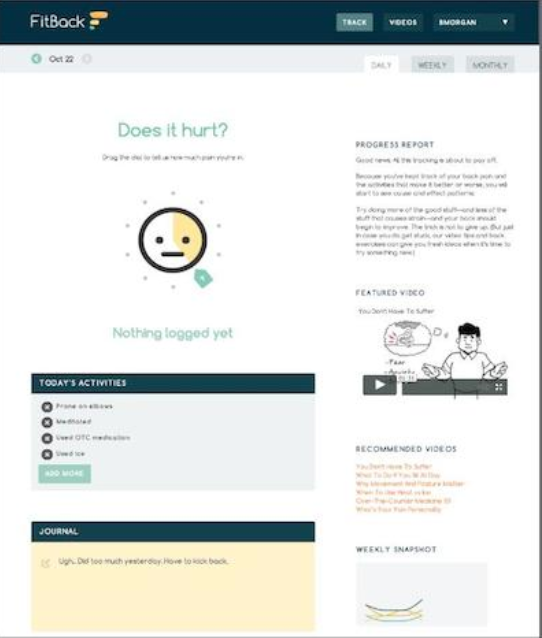 FitBack
TRACK
VIDEOS
BMORGAN
Oct 22
DAILY
WEEKLY
MONTHLY
Does it hurt?
Drag the dial to tell us how much pain you're in.
Nothing logged yet
TODAY'S ACTIVITIES
Prone on elbows
Meditated
Used OTC medication
Used ice
ADD MORE
JOURNAL
Ugh. Did too much yesterday. Have to kick back.
PROGRESS REPORT
Good news. All this tracking is about to pay off.
Because you've kept track of your back pain and
the activities that make it better or worse, you will
start to see cause and effect patterns.
Try doing more of the good stuff—and less of the
stuff that causes strain—and your back should
begin to improve. The trick is not to give up. (But just
in case you do get stuck, our video tips and back
exercises can give you fresh ideas when it's time to
try something new.)
FEATURED VIDEO
You Don't Have To Suffer
-Fear
-Anxiety
RECOMMENDED VIDEOS
You Don't Have To Suffer
What To Do If You Sit All Day
Why Movement And Posture Matter
When To Use Heat or Ice
Over-The-Counter Medicine 101
What's Your Pain Personality
WEEKLY SNAPSHOT